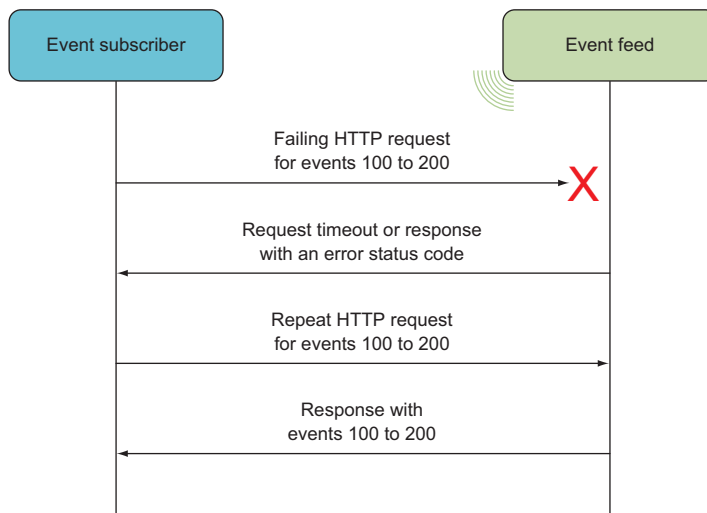 Event subscriber
Event feed
Failing HTTP request
for events 100 to 200
X
Request timeout or response
with an error status code
Repeat HTTP request
for events 100 to 200
Response with
events 100 to 200